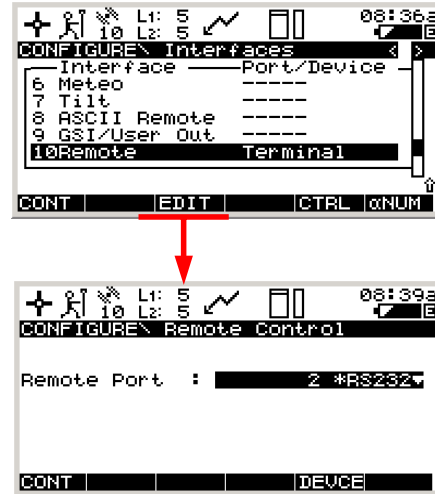 10 L1: 5 L2: 5 08:36a
CONFIGURE\ Interfaces < >
Interface Port/Device
6 Meteo -----
7 Tilt -----
8 ASCII Remote -----
9 GSI/User Out -----
10Remote Terminal
CONT EDIT CTRL αNUM
10 L1: 5 L2: 5 08:39a
CONFIGURE\ Remote Control
Remote Port : 2 *RS232
CONT DEVCE